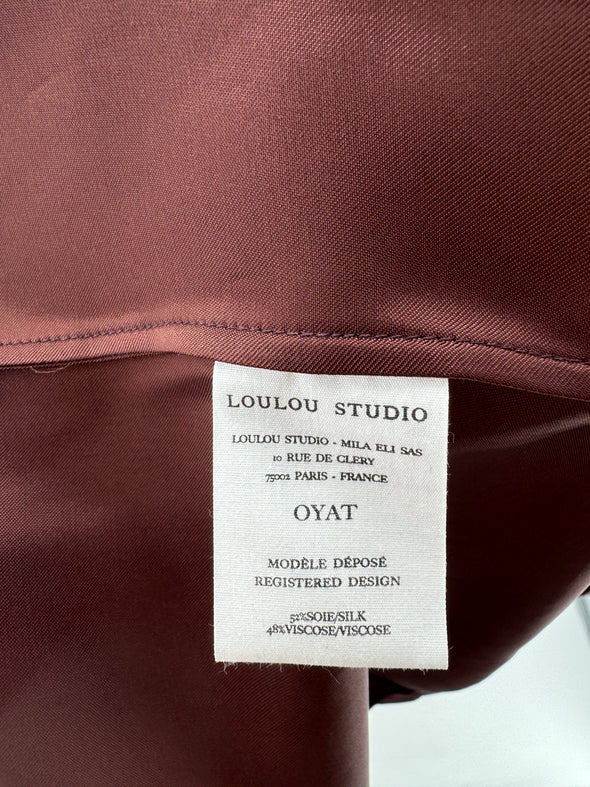 LOULOU STUDIO
LOULOU STUDIO - MILA ELI SAS
10 RUE DE CLERY
75002 PARIS - FRANCE
OYAT
MODÈLE DÉPOSÉ
REGISTERED DESIGN
52%SOIE/SILK
48%VISCOSE/VISCOSE